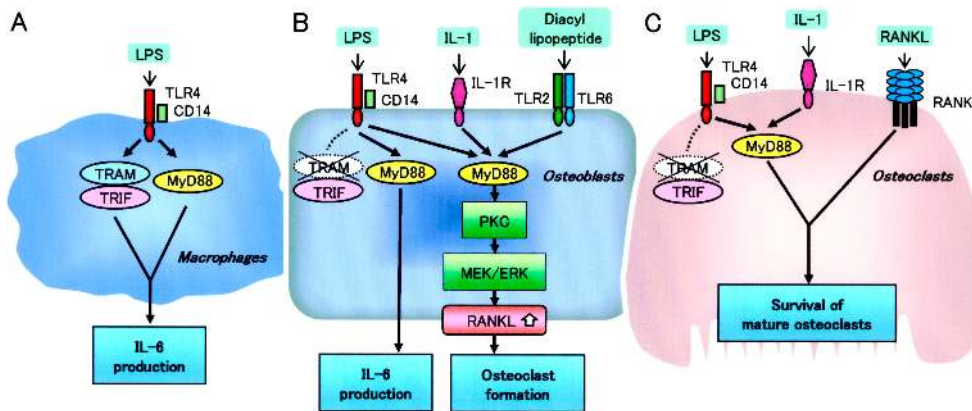 A
LPS
TLR4
CD14
TRAM
TRIF
MyD88
Macrophages
IL-6
production
B
LPS
IL-1
Diacyl
lipopeptide
TLR4
CD14
IL-1R
TLR2
TLR6
TRAM
TRIF
MyD88
MyD88
Osteoblasts
PKC
MEK/ERK
RANKL
IL-6
production
Osteoclast
formation
C
LPS
IL-1
RANKL
TLR4
CD14
IL-1R
RANK
MyD88
TRAM
TRIF
Osteoclasts
Survival of
mature osteoclasts